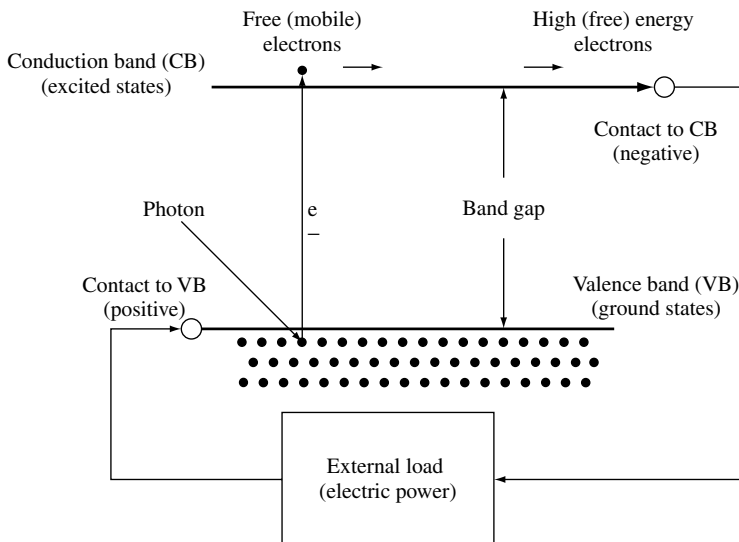 Free (mobile)
electrons
High (free) energy
electrons
Conduction band (CB)
(excited states)
Contact to CB
(negative)
Photon
e
–
Band gap
Contact to VB
(positive)
Valence band (VB)
(ground states)
External load
(electric power)